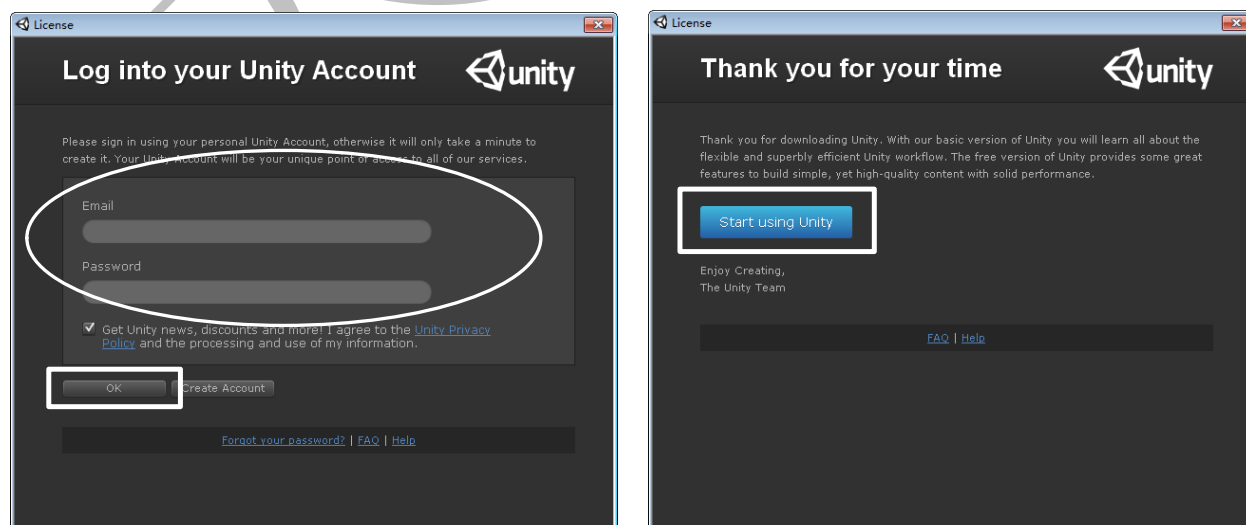 License
Log into your Unity Account
unity
Please sign in using your personal Unity Account, otherwise it will only take a minute to
create it. Your Unity Account will be your unique point of access to all of our services.
Email
Password
Get Unity news, discounts and more! I agree to the Unity Privacy
Policy and the processing and use of my information.
OK
Create Account
Forgot your password? | FAQ | Help
License
Thank you for your time
unity
Thank you for downloading Unity. With our basic version of Unity you will learn all about the
flexible and superbly efficient Unity workflow. The free version of Unity provides some great
features to build simple, yet high-quality content with solid performance.
Start using Unity
Enjoy Creating,
The Unity Team
FAQ | Help